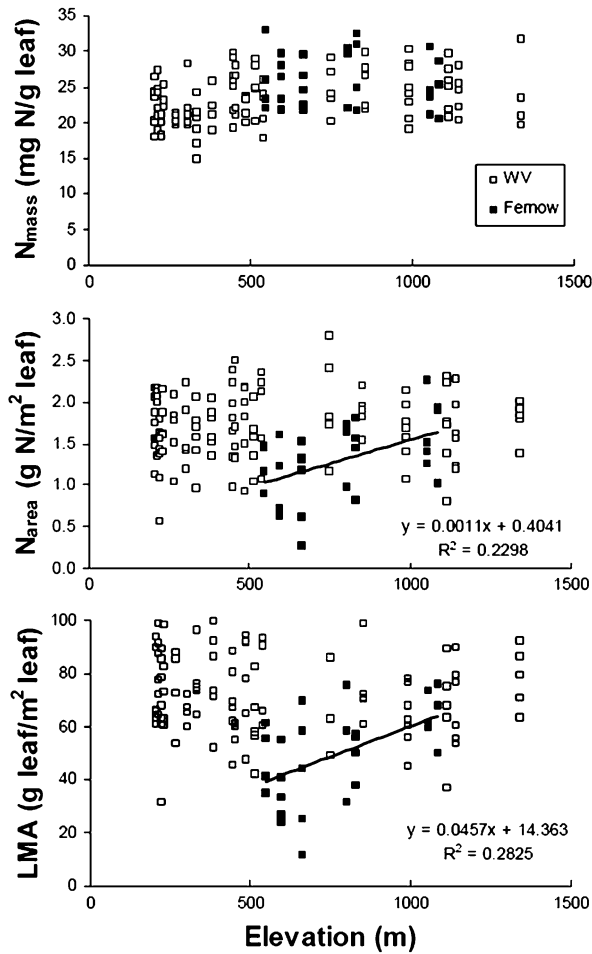 35
30
25
20
15
10
5
0
0 500 1000 1500
Nmass (mg N/g leaf)
WV
Fernow
3.0
2.5
2.0
1.5
1.0
0.5
0.0
0 500 1000 1500
Narea (g N/m² leaf)
y = 0.0011x + 0.4041
R² = 0.2298
100
80
60
40
20
0
0 500 1000 1500
LMA (g leaf/m² leaf)
y = 0.0457x + 14.363
R² = 0.2825
Elevation (m)